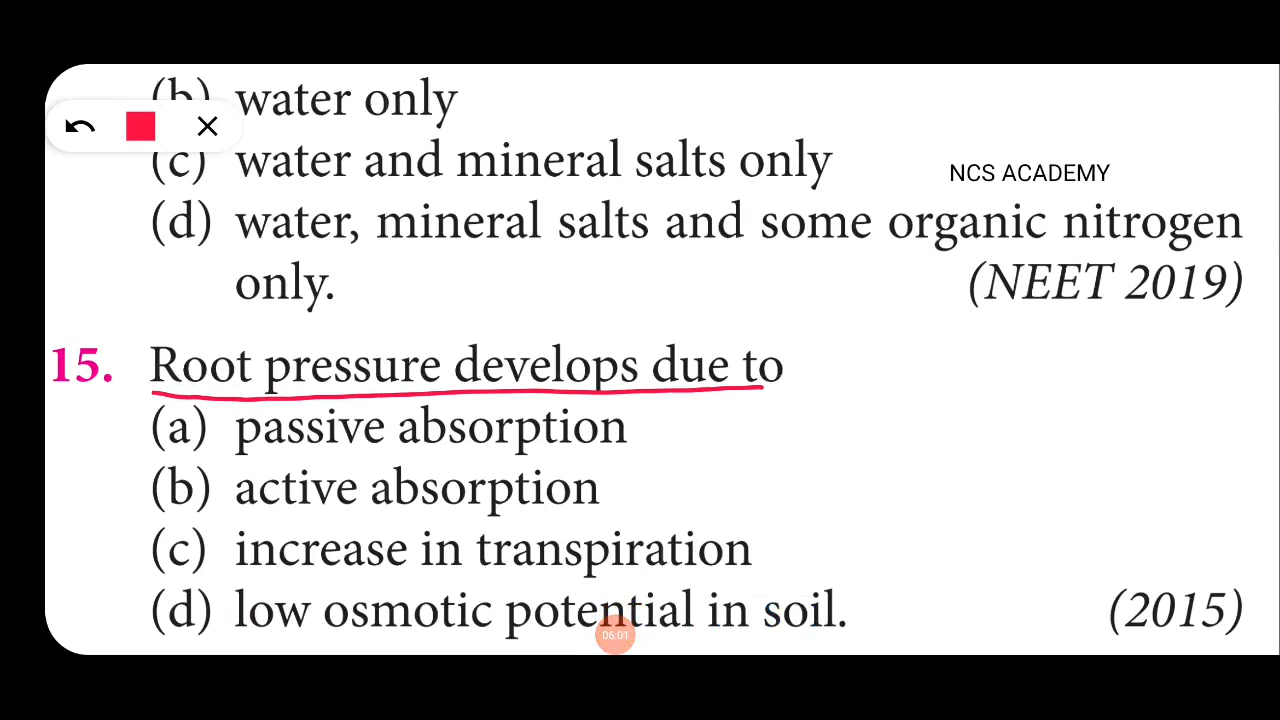 (b) water only
(c) water and mineral salts only
NCS ACADEMY
(d) water, mineral salts and some organic nitrogen
only. (NEET 2019)
15. Root pressure develops due to
(a) passive absorption
(b) active absorption
(c) increase in transpiration
(d) low osmotic potential in soil. (2015)
06:01